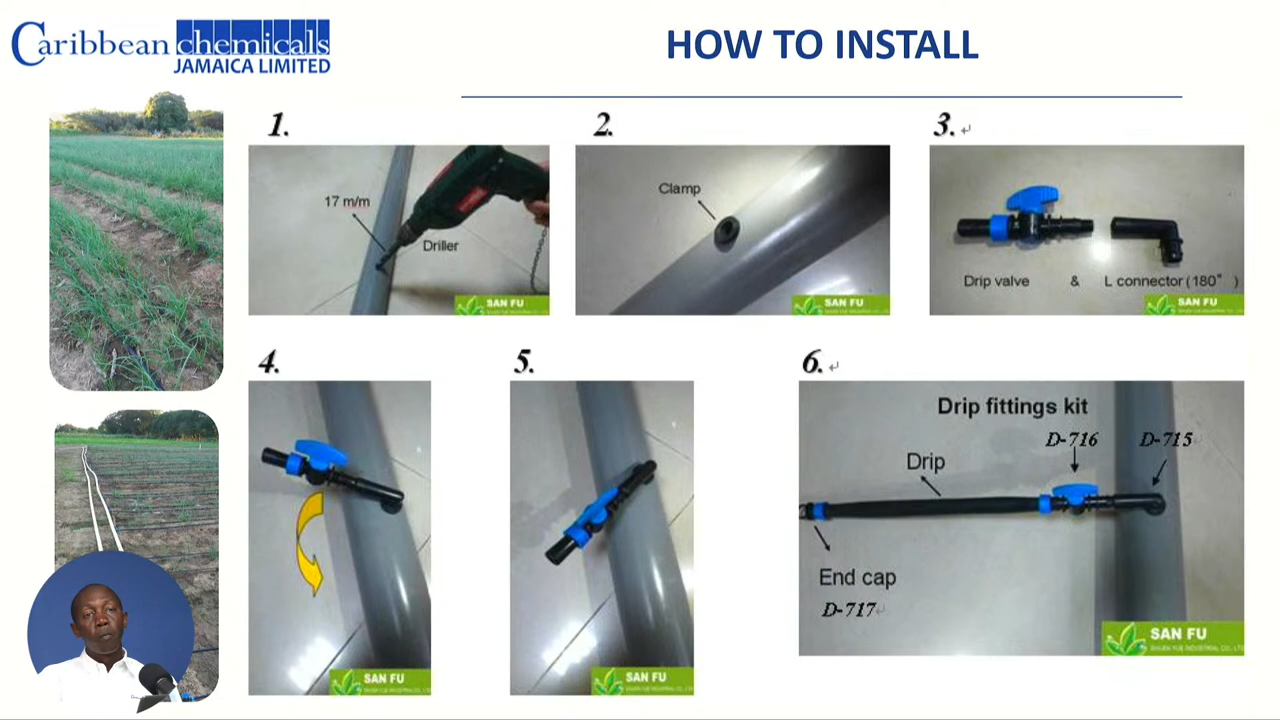 Caribbean chemicals
JAMAICA LIMITED
HOW TO INSTALL
1.
17 m/m
Driller
SAN FU
2.
Clamp
SAN FU
3.
Drip valve & L connector (180°)
SAN FU
4.
SAN FU
5.
SAN FU
6.
Drip fittings kit
D-716
D-715
Drip
End cap
D-717
SAN FU